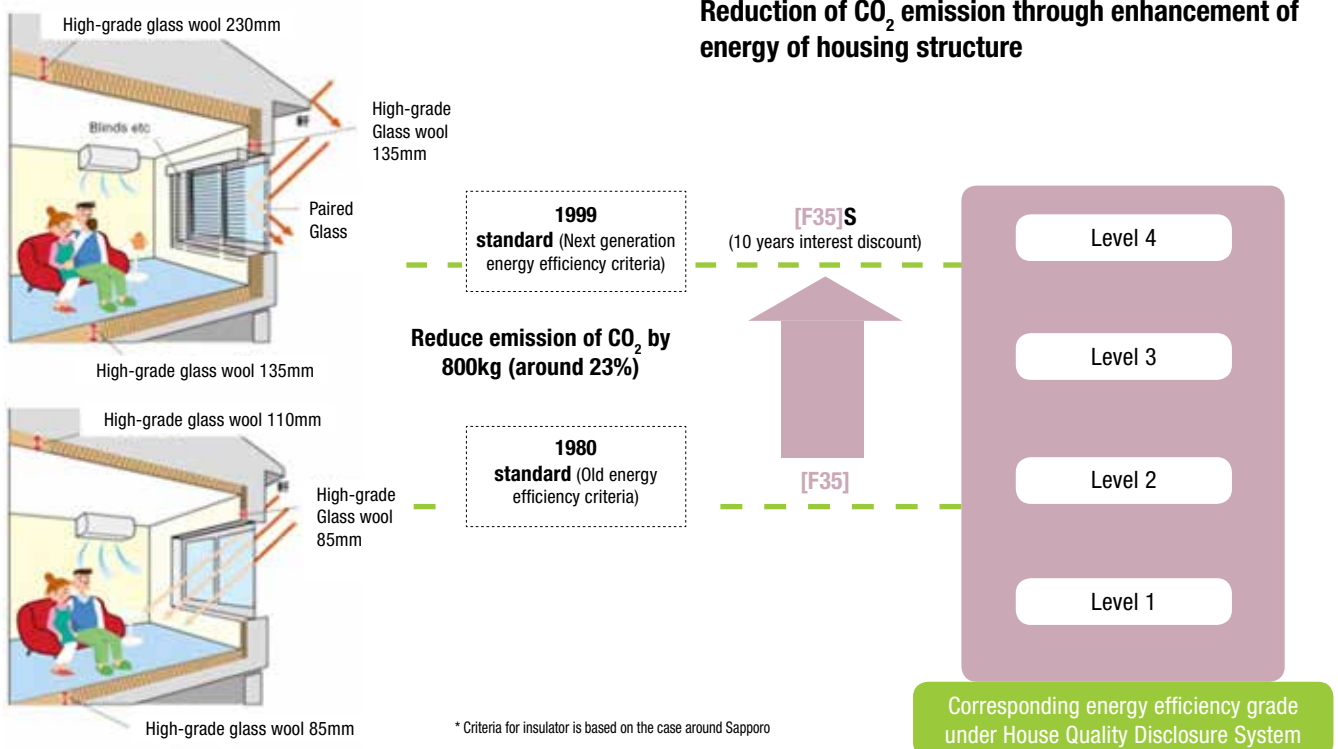 Reduction of CO2 emission through enhancement of
energy of housing structure
High-grade glass wool 230mm
軒
Blinds etc
High-grade
Glass wool
135mm
Paired
Glass
High-grade glass wool 135mm
High-grade glass wool 110mm
軒
High-grade
Glass wool
85mm
High-grade glass wool 85mm
1999
standard (Next generation
energy efficiency criteria)
Reduce emission of CO2 by
800kg (around 23%)
1980
standard (Old energy
efficiency criteria)
[F35]S
(10 years interest discount)
[F35]
Level 4
Level 3
Level 2
Level 1
Corresponding energy efficiency grade
under House Quality Disclosure System
* Criteria for insulator is based on the case around Sapporo